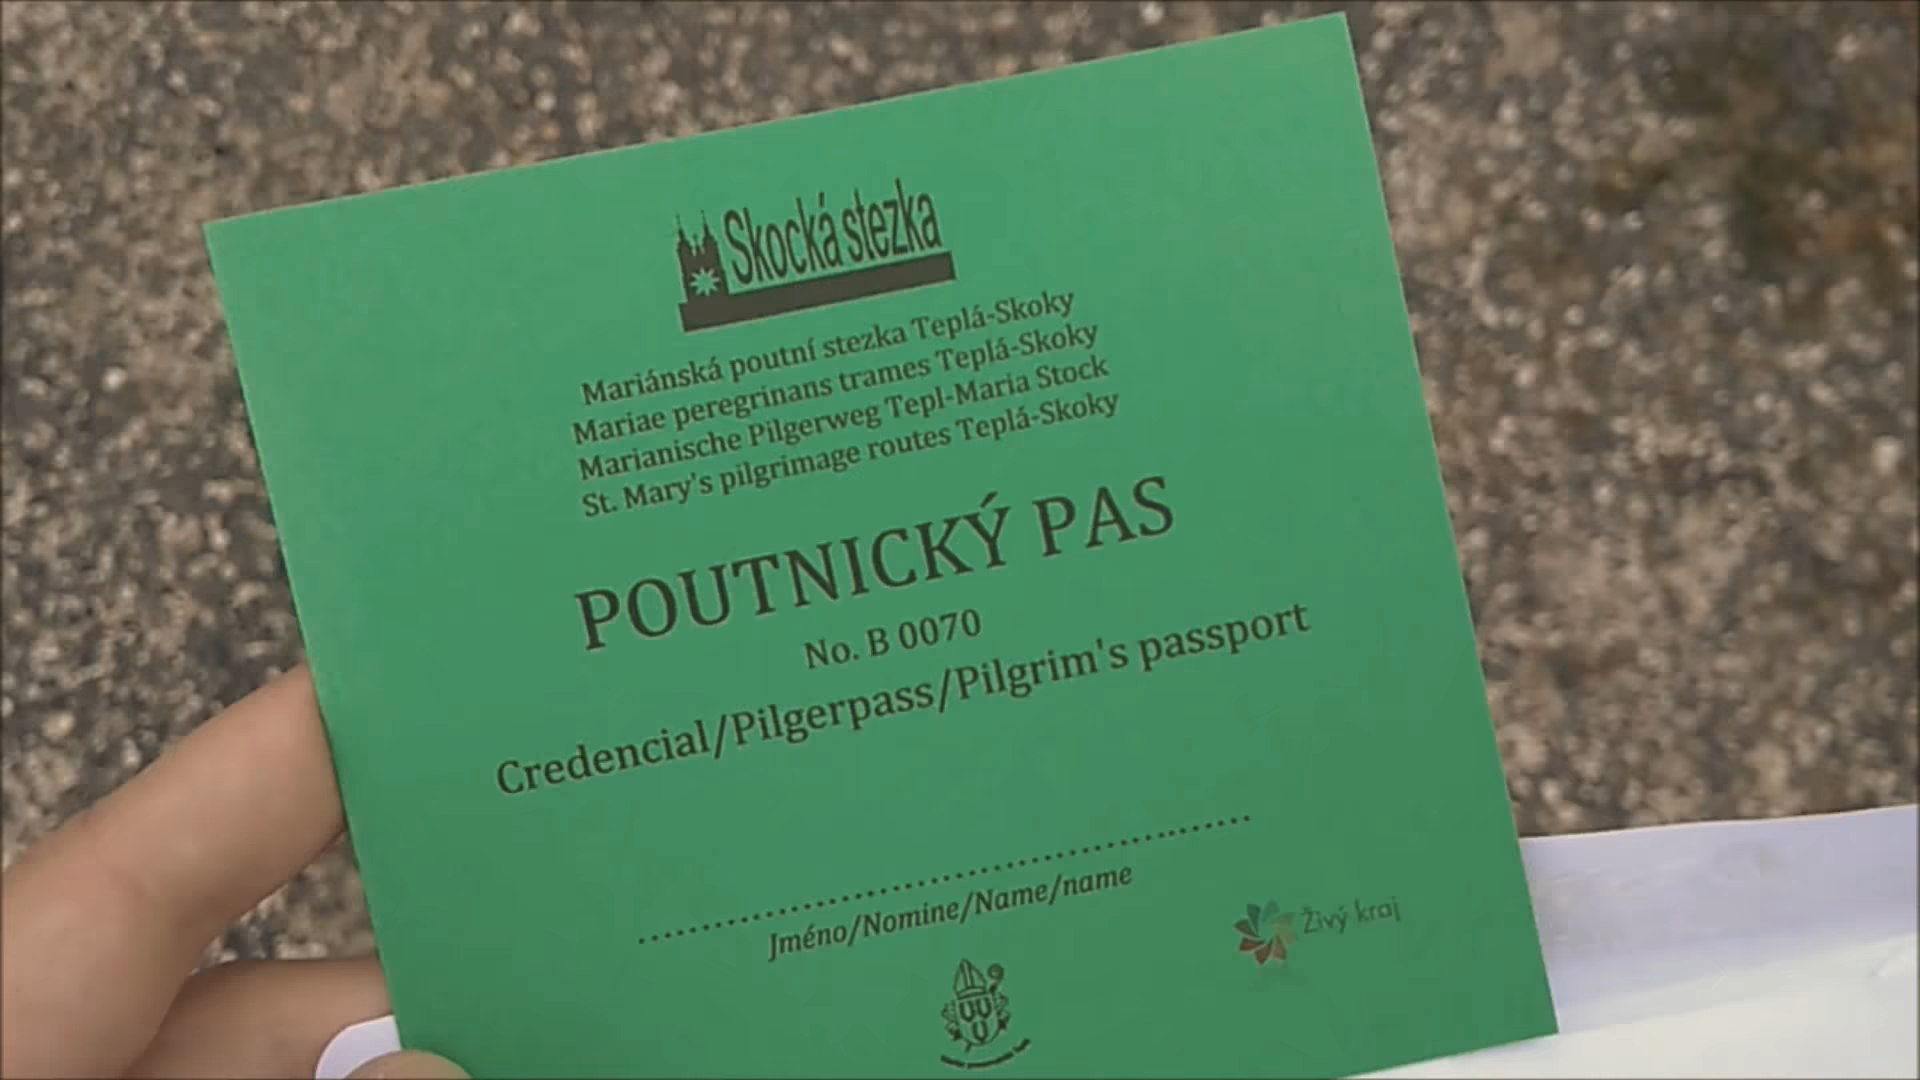 Skocká stezka
Mariánská poutní stezka Teplá-Skoky
Mariae peregrinans trames Teplá-Skoky
Marianische Pilgerweg Tepl-Maria Stock
St. Mary's pilgrimage routes Teplá-Skoky
POUTNICKÝ PAS
No. B 0070
Credencial/Pilgerpass/Pilgrim's passport
Jméno/Nomine/Name/name
Živý kraj